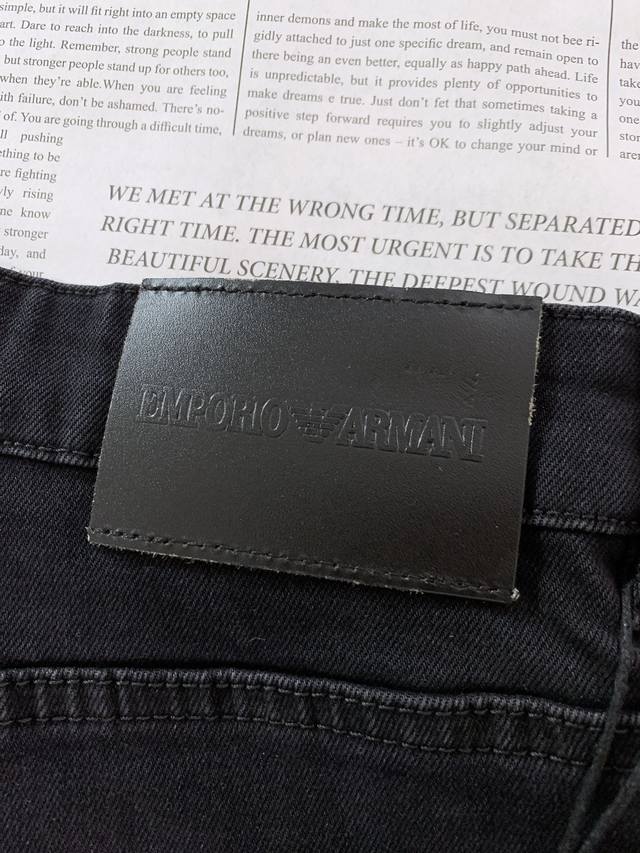 simple, but it will fit right into an empty space
art. Dare to reach into the darkness, to pull
o the light. Remember, strong people stand
but stronger people stand up for others too,
when they're able.When you are feeling
ith failure, don't be ashamed. There's no-
of. You are going through a difficult time,
ll pushing
ething to be
re fighting
ly rising
ne know
stronger
day, and
your
inner demons and make the most of life, you must not bee ri-
gidly attached to just one specific dream, and remain open to
there being an even better, equally as happy path ahead. Life
is unpredictable, but it provides plenty of opportunities to
make dreams e true. Just don't fet that sometimes taking a
positive step forward requires you to slightly adjust your
dreams, or plan new ones – it's OK to change your mind or
the
hav
take
you
one
stor
aren
WE MET AT THE WRONG TIME, BUT SEPARATED
RIGHT TIME. THE MOST URGENT IS TO TAKE TH
BEAUTIFUL SCENERY, THE DEEPEST WOUND WA
EMPORIO ARMANI